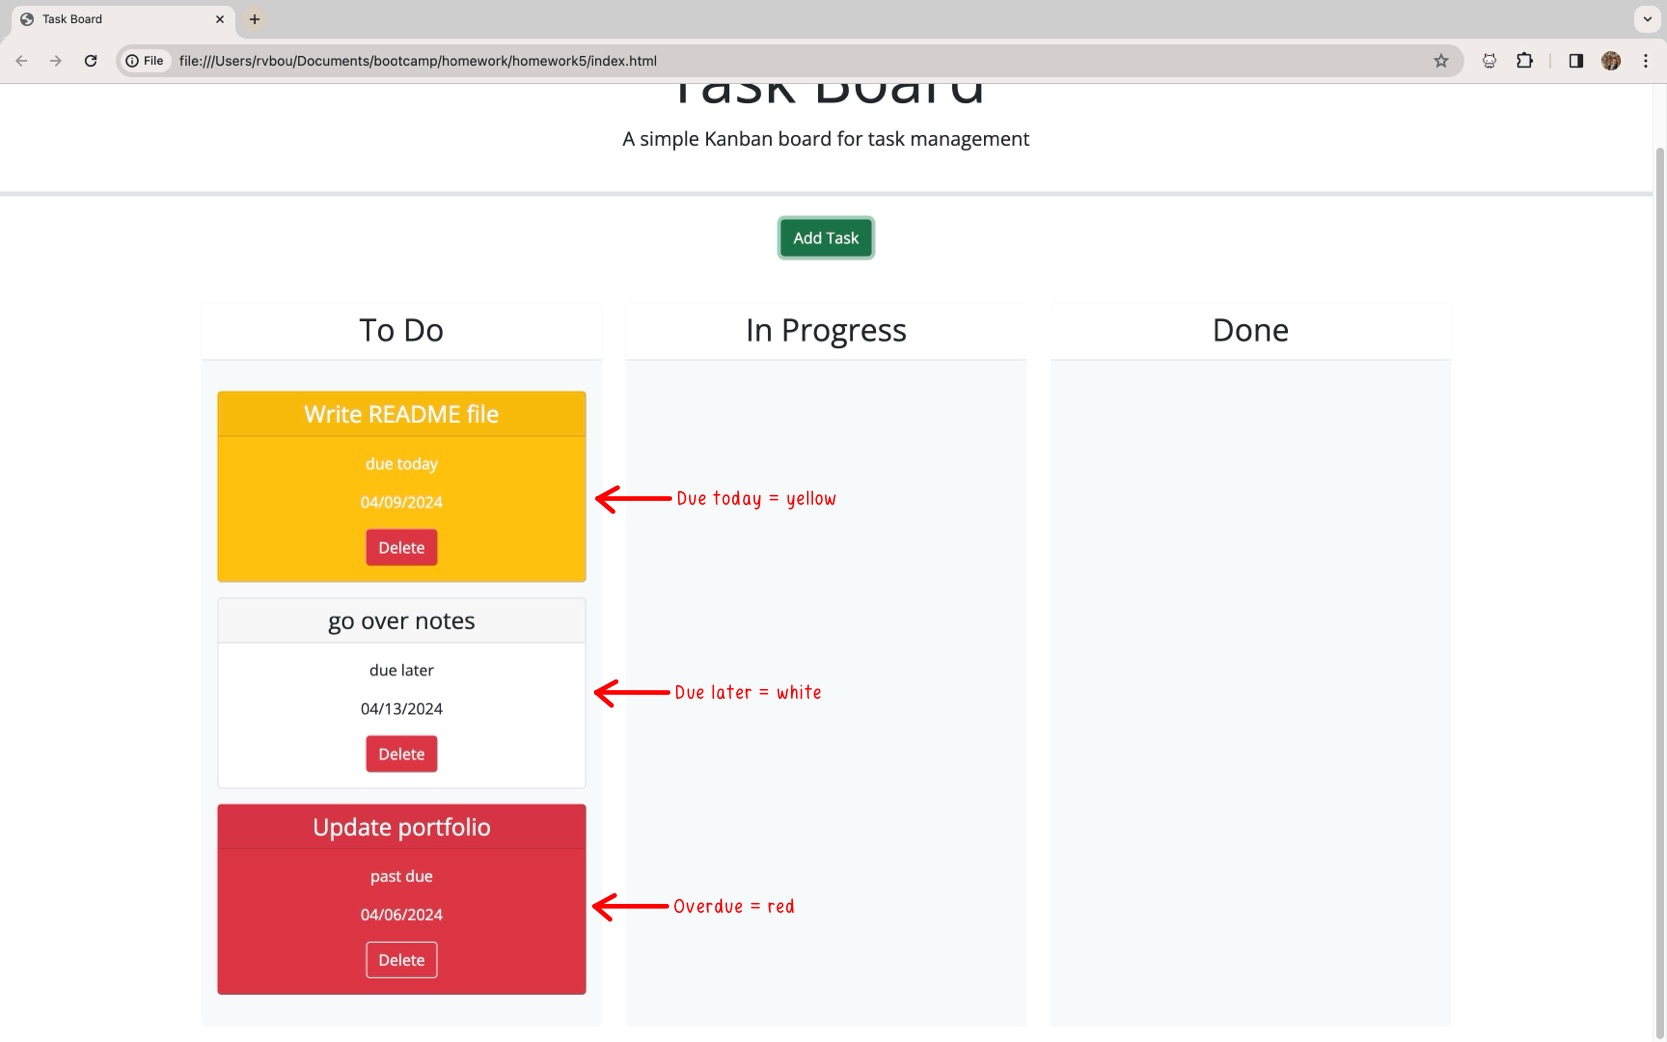 Task Board
File
file:///Users/rvbou/Documents/bootcamp/homework/homework5/index.html
Task Board
A simple Kanban board for task management
Add Task
To Do
In Progress
Done
Write README file
due today
04/09/2024
Delete
Due today = yellow
go over notes
due later
04/13/2024
Delete
Due later = white
Update portfolio
past due
04/06/2024
Delete
Overdue = red